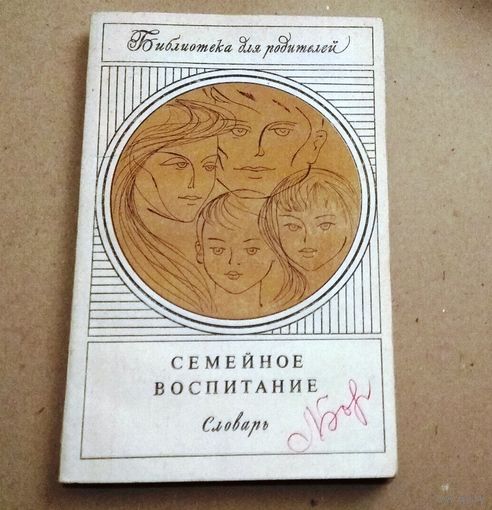 Библиотека для родителей
СЕМЕЙНОЕ
ВОСПИТАНИЕ
Словарь